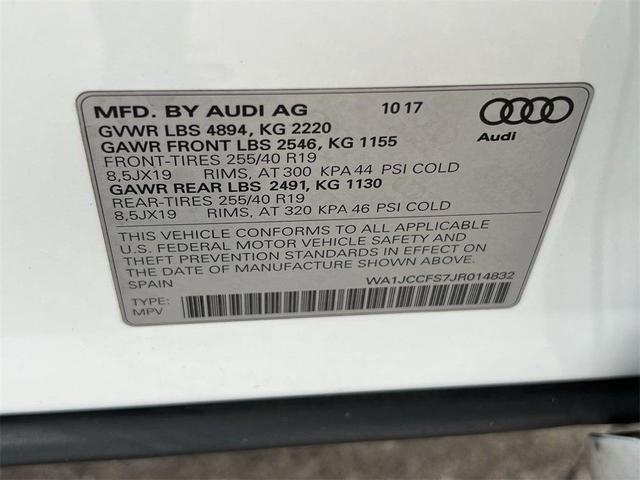 MFD. BY AUDI AG 10 17
GVWR LBS 4894, KG 2220
GAWR FRONT LBS 2546, KG 1155
FRONT-TIRES 255/40 R19
8,5JX19 RIMS, AT 300 KPA 44 PSI COLD
GAWR REAR LBS 2491, KG 1130
REAR-TIRES 255/40 R19
8,5JX19 RIMS, AT 320 KPA 46 PSI COLD
Audi
THIS VEHICLE CONFORMS TO ALL APPLICABLE
U.S. FEDERAL MOTOR VEHICLE SAFETY AND
THEFT PREVENTION STANDARDS IN EFFECT ON
THE DATE OF MANUFACTURE SHOWN ABOVE.
SPAIN WA1JCCFS7JR014832
TYPE:
MPV